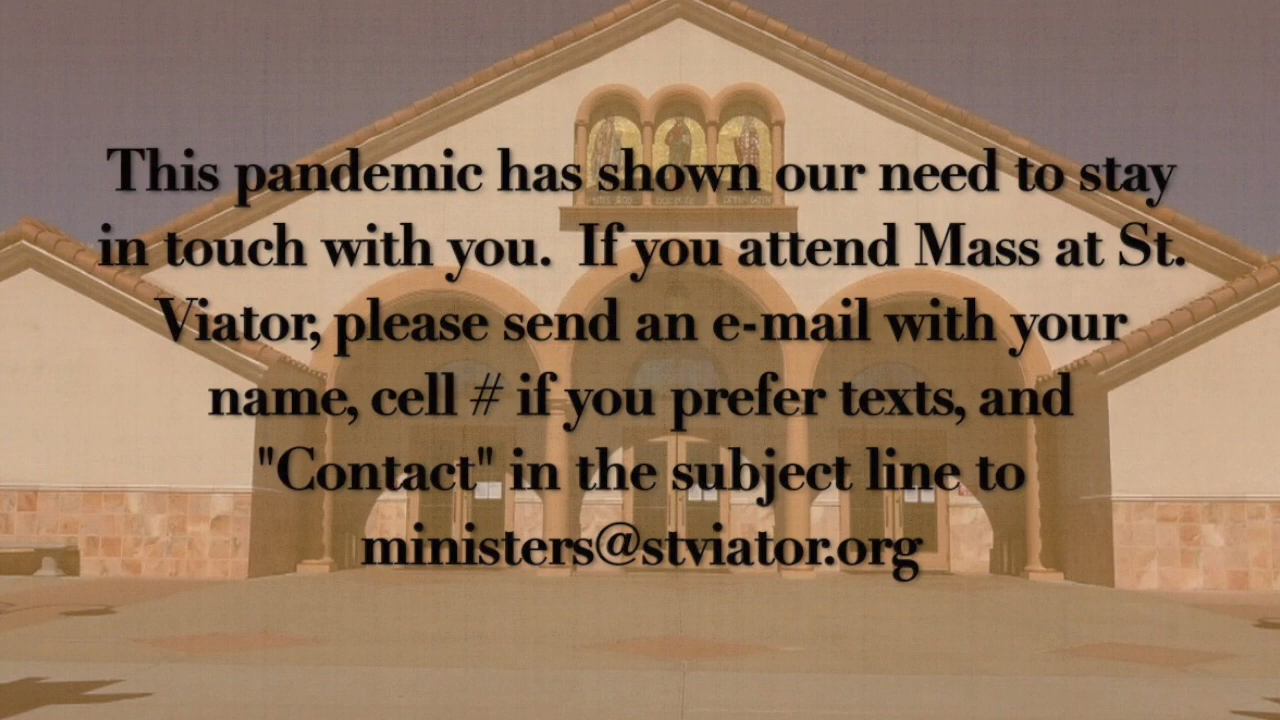 This pandemic has shown our need to stay
in touch with you.  If you attend Mass at St.
Viator, please send an e-mail with your
name, cell # if you prefer texts, and
"Contact" in the subject line to
ministers@stviator.org